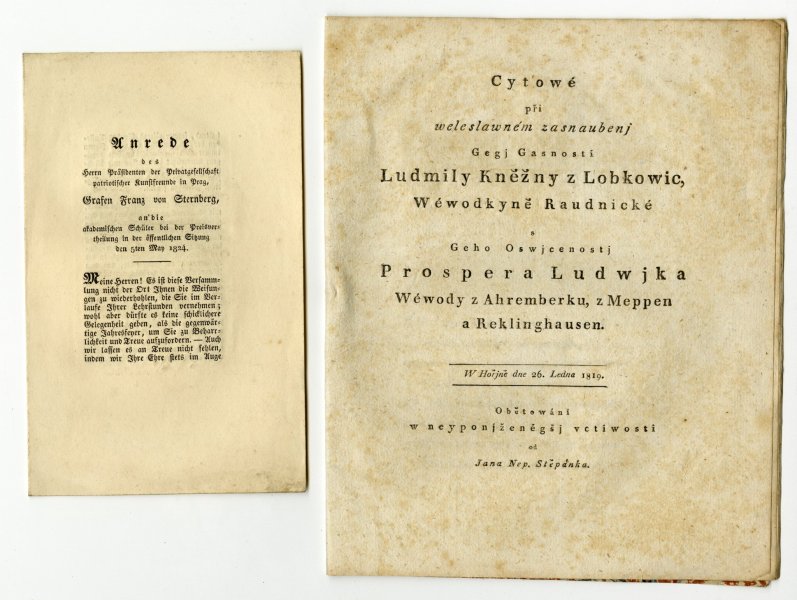 Anrede
des
Herrn Präsidenten der Privatgesellschaft
patriotischer Kunstfreunde in Prag,
Grafen Franz von Sternberg,
an die
akademischen Schüler bei der Preisver-
theilung in der öffentlichen Sitzung
den 5ten May 1824.
Meine Herren! Es ist diese Versamm-
lung nicht der Ort Ihnen die Weisun-
gen zu wiederhohlen, die Sie im Ver-
laufe Ihrer Lehrstunden vernehmen;
wohl aber dürfte es keine schicklichere
Gelegenheit geben, als die gegenwär-
tige Jahresfeyer, um Sie zu Beharr-
lichkeit und Treue aufzufordern. — Auch
wir lassen es an Treue nicht fehlen,
indem wir Ihre Ehre stets im Auge
Cytowé
při
weleslawném zasnaubenj
Gegj Gasnosti
Ludmily Kněžny z Lobkowic,
Wéwodkyně Raudnické
s
Geho Oswjcenostj
Prospera Ludwjka
Wéwody z Ahremberku, z Meppen
a Reklinghausen.
W Hořjně dne 26. Ledna 1819.
Obětowáni
w neyponjženěgšj vctiwosti
od
Jana Nep. Stěpánka.